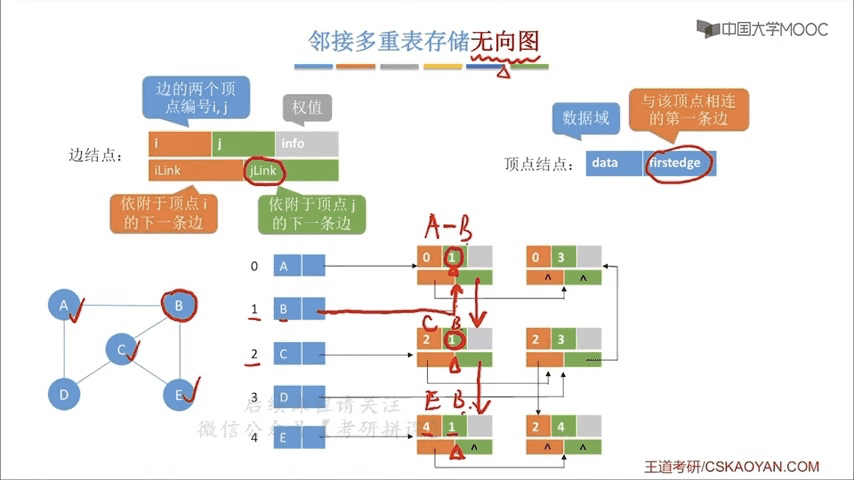 邻接多重表存储无向图
中国大学MOOC
边的两个顶
点编号i, j
权值
i j info
边结点：
iLink jLink
依附于顶点 i
的下一条边
依附于顶点 j
的下一条边
数据域
与该顶点相连
的第一条边
顶点结点：
data firstedge
A-B
0 A
0 1
0 3
^ ^
1 B
C B
2 1
2 3
2 C
3 D
E B
4 E
4 1
^
2 4
^ ^
A B
C
D E
后续课程请关注
微信公众号【考研拼课
王道考研/CSKAOYAN.COM